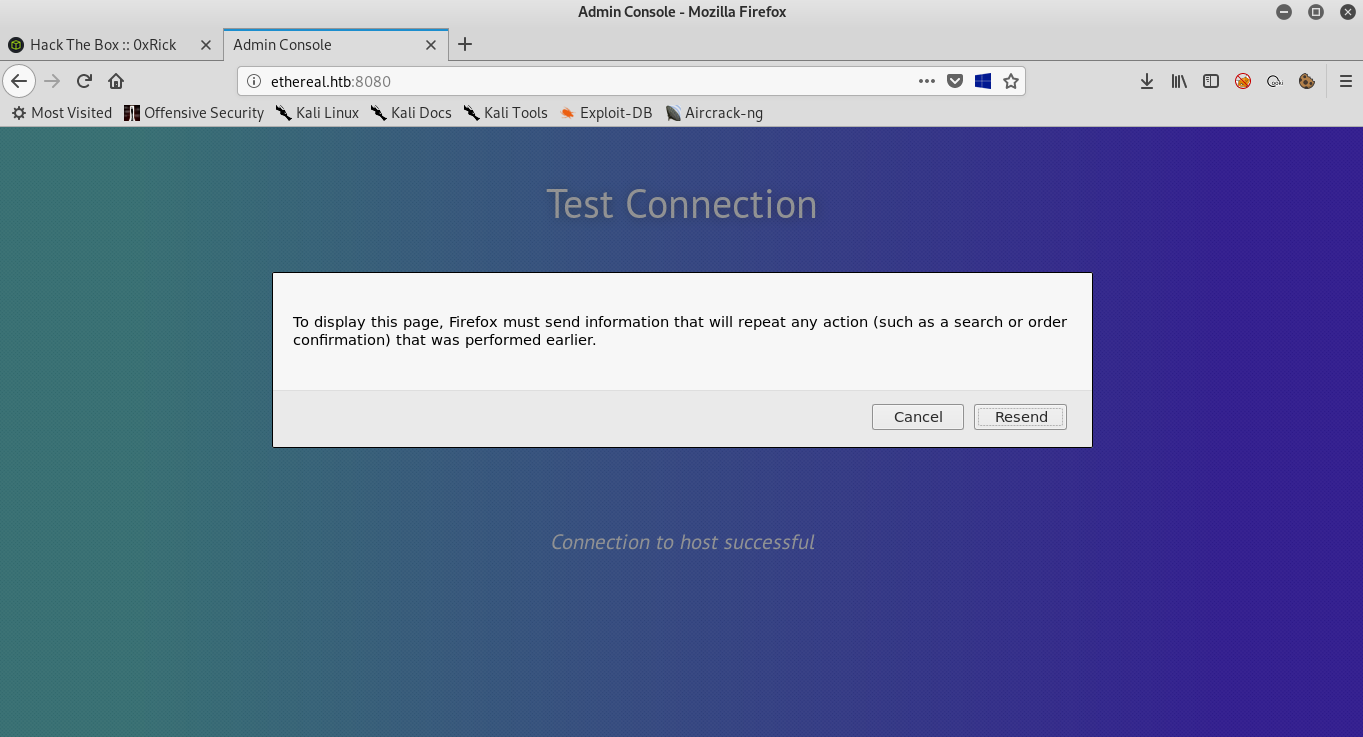 Admin Console - Mozilla Firefox
Hack The Box :: 0xRick
Admin Console
ethereal.htb:8080
Most Visited Offensive Security Kali Linux Kali Docs Kali Tools Exploit-DB Aircrack-ng
Test Connection
To display this page, Firefox must send information that will repeat any action (such as a search or order
confirmation) that was performed earlier.
Cancel Resend
Connection to host successful